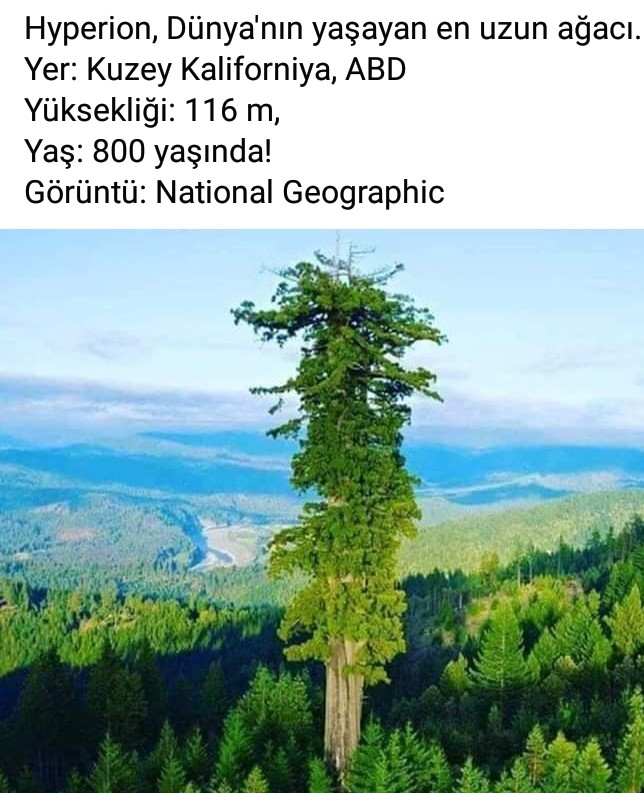 Hyperion, Dünya'nın yaşayan en uzun ağacı.
Yer: Kuzey Kaliforniya, ABD
Yüksekliği: 116 m,
Yaş: 800 yaşında!
Görüntü: National Geographic